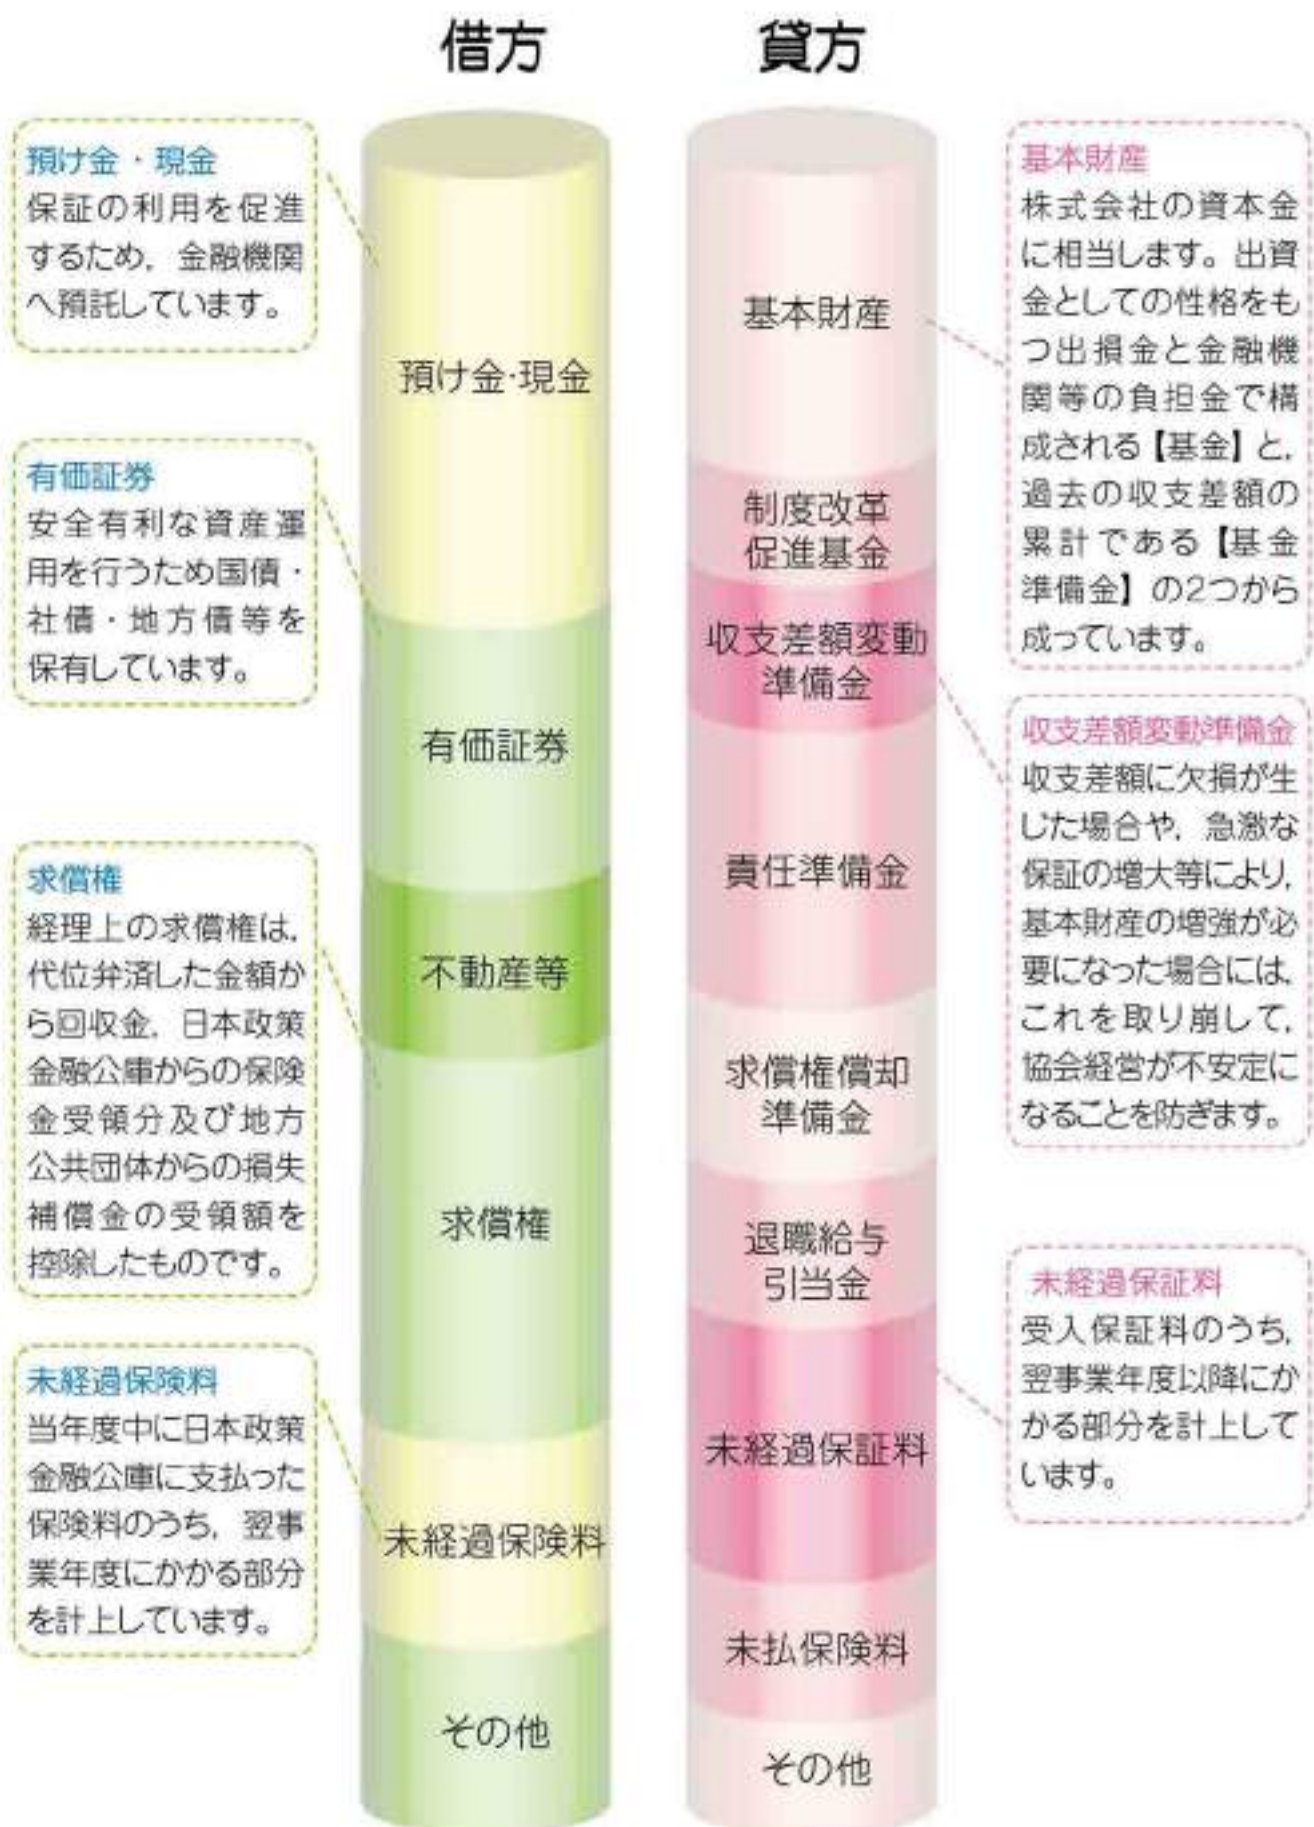 借方
貸方
預け金・現金
保証の利用を促進
するため，金融機関
へ預託しています。
有価証券
安全有利な資産運
用を行うため国債・
社債・地方債等を
保有しています。
求償権
経理上の求償権は，
代位弁済した金額か
ら回収金，日本政策
金融公庫からの保険
金受領分及び地方
公共団体からの損失
補償金の受領額を
控除したものです。
未経過保険料
当年度中に日本政策
金融公庫に支払った
保険料のうち，翌事
業年度にかかる部分
を計上しています。
預け金・現金
有価証券
不動産等
求償権
未経過保険料
その他
基本財産
制度改革
促進基金
収支差額変動
準備金
責任準備金
求償権償却
準備金
退職給与
引当金
未経過保証料
未払保険料
その他
基本財産
株式会社の資本金
に相当します。出資
金としての性格をも
つ出損金と金融機
関等の負担金で構
成される【基金】と，
過去の収支差額の
累計である【基金
準備金】の2つから
成っています。
収支差額変動準備金
収支差額に欠損が生
じた場合や，急激な
保証の増大等により，
基本財産の増強が必
要になった場合には，
これを取り崩して，
協会経営が不安定に
なることを防ぎます。
未経過保証料
受入保証料のうち，
翌事業年度以降にか
かる部分を計上して
います。